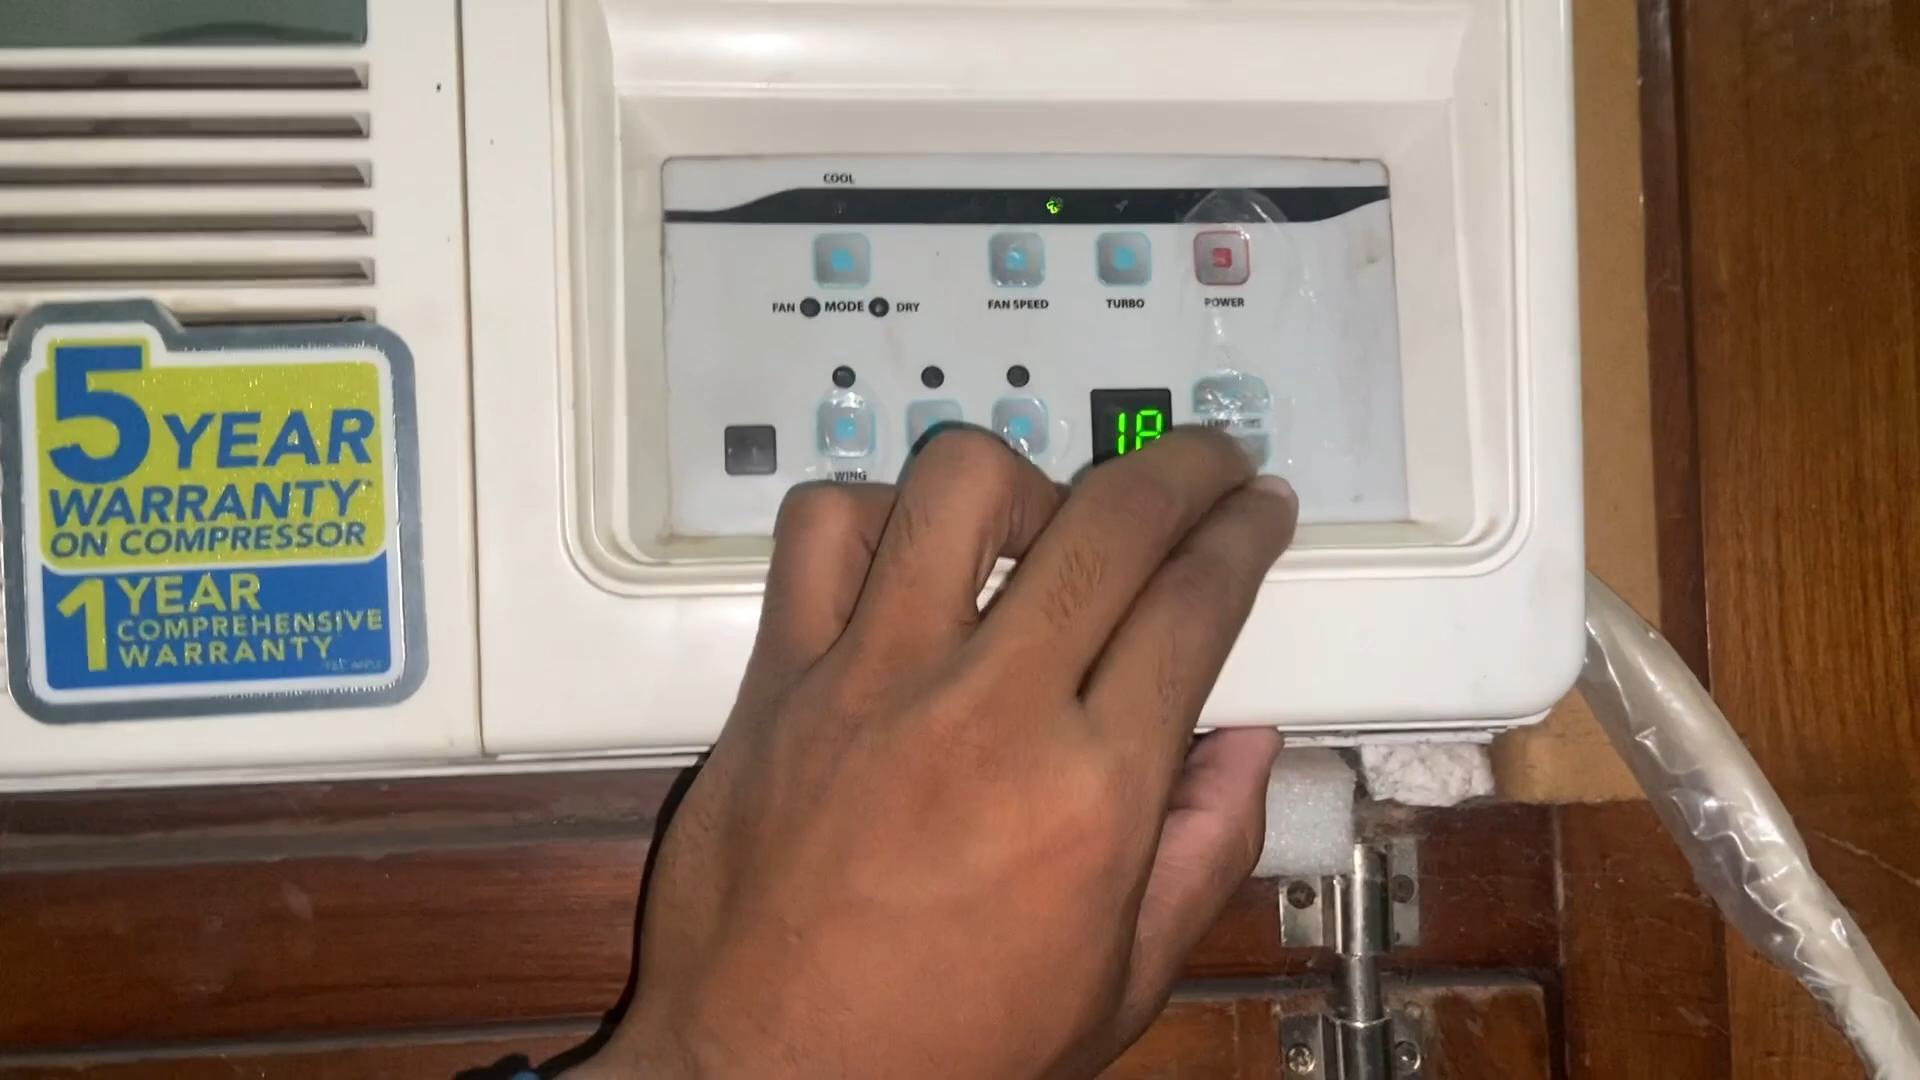 COOL
FAN MODE DRY
FAN SPEED
TURBO
POWER
18
5 YEAR
WARRANTY*
ON COMPRESSOR
1 YEAR
COMPREHENSIVE
WARRANTY